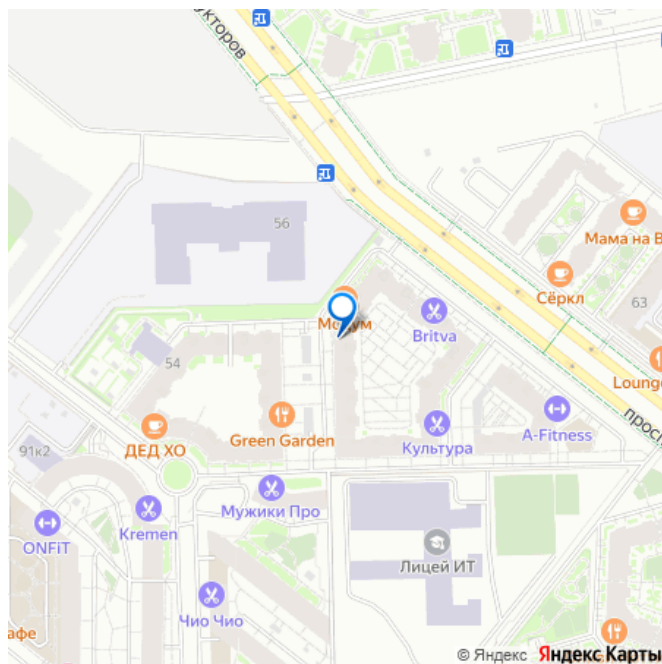 укторов
56
Мама на В
Сёркл
63
Britva
Lounge
54
просп
Green Garden
A-Fitness
ДЕД ХО
Культура
91к2
Мужики Про
Kremen
ONFiT
Лицей ИТ
Чио Чио
афе
© Яндекс Яндекс Карты